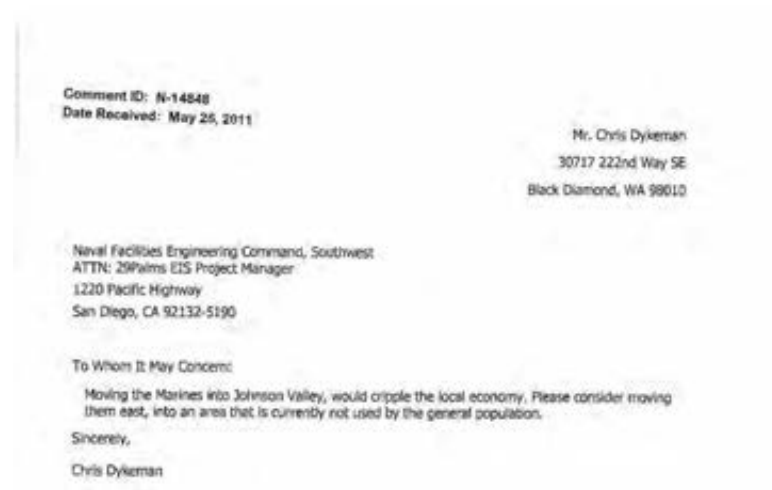 Comment ID: N-14848
Date Received: May 25, 2011
Mr. Chris Dykeman
30717 222nd Way SE
Black Diamond, WA 98010
Naval Facilities Engineering Command, Southwest
ATTN: 29Palms EIS Project Manager
1220 Pacific Highway
San Diego, CA 92132-5190
To Whom It May Concern:
Moving the Marines into Johnson Valley, would cripple the local economy. Please consider moving
them east, into an area that is currently not used by the general population.
Sincerely,
Chris Dykeman